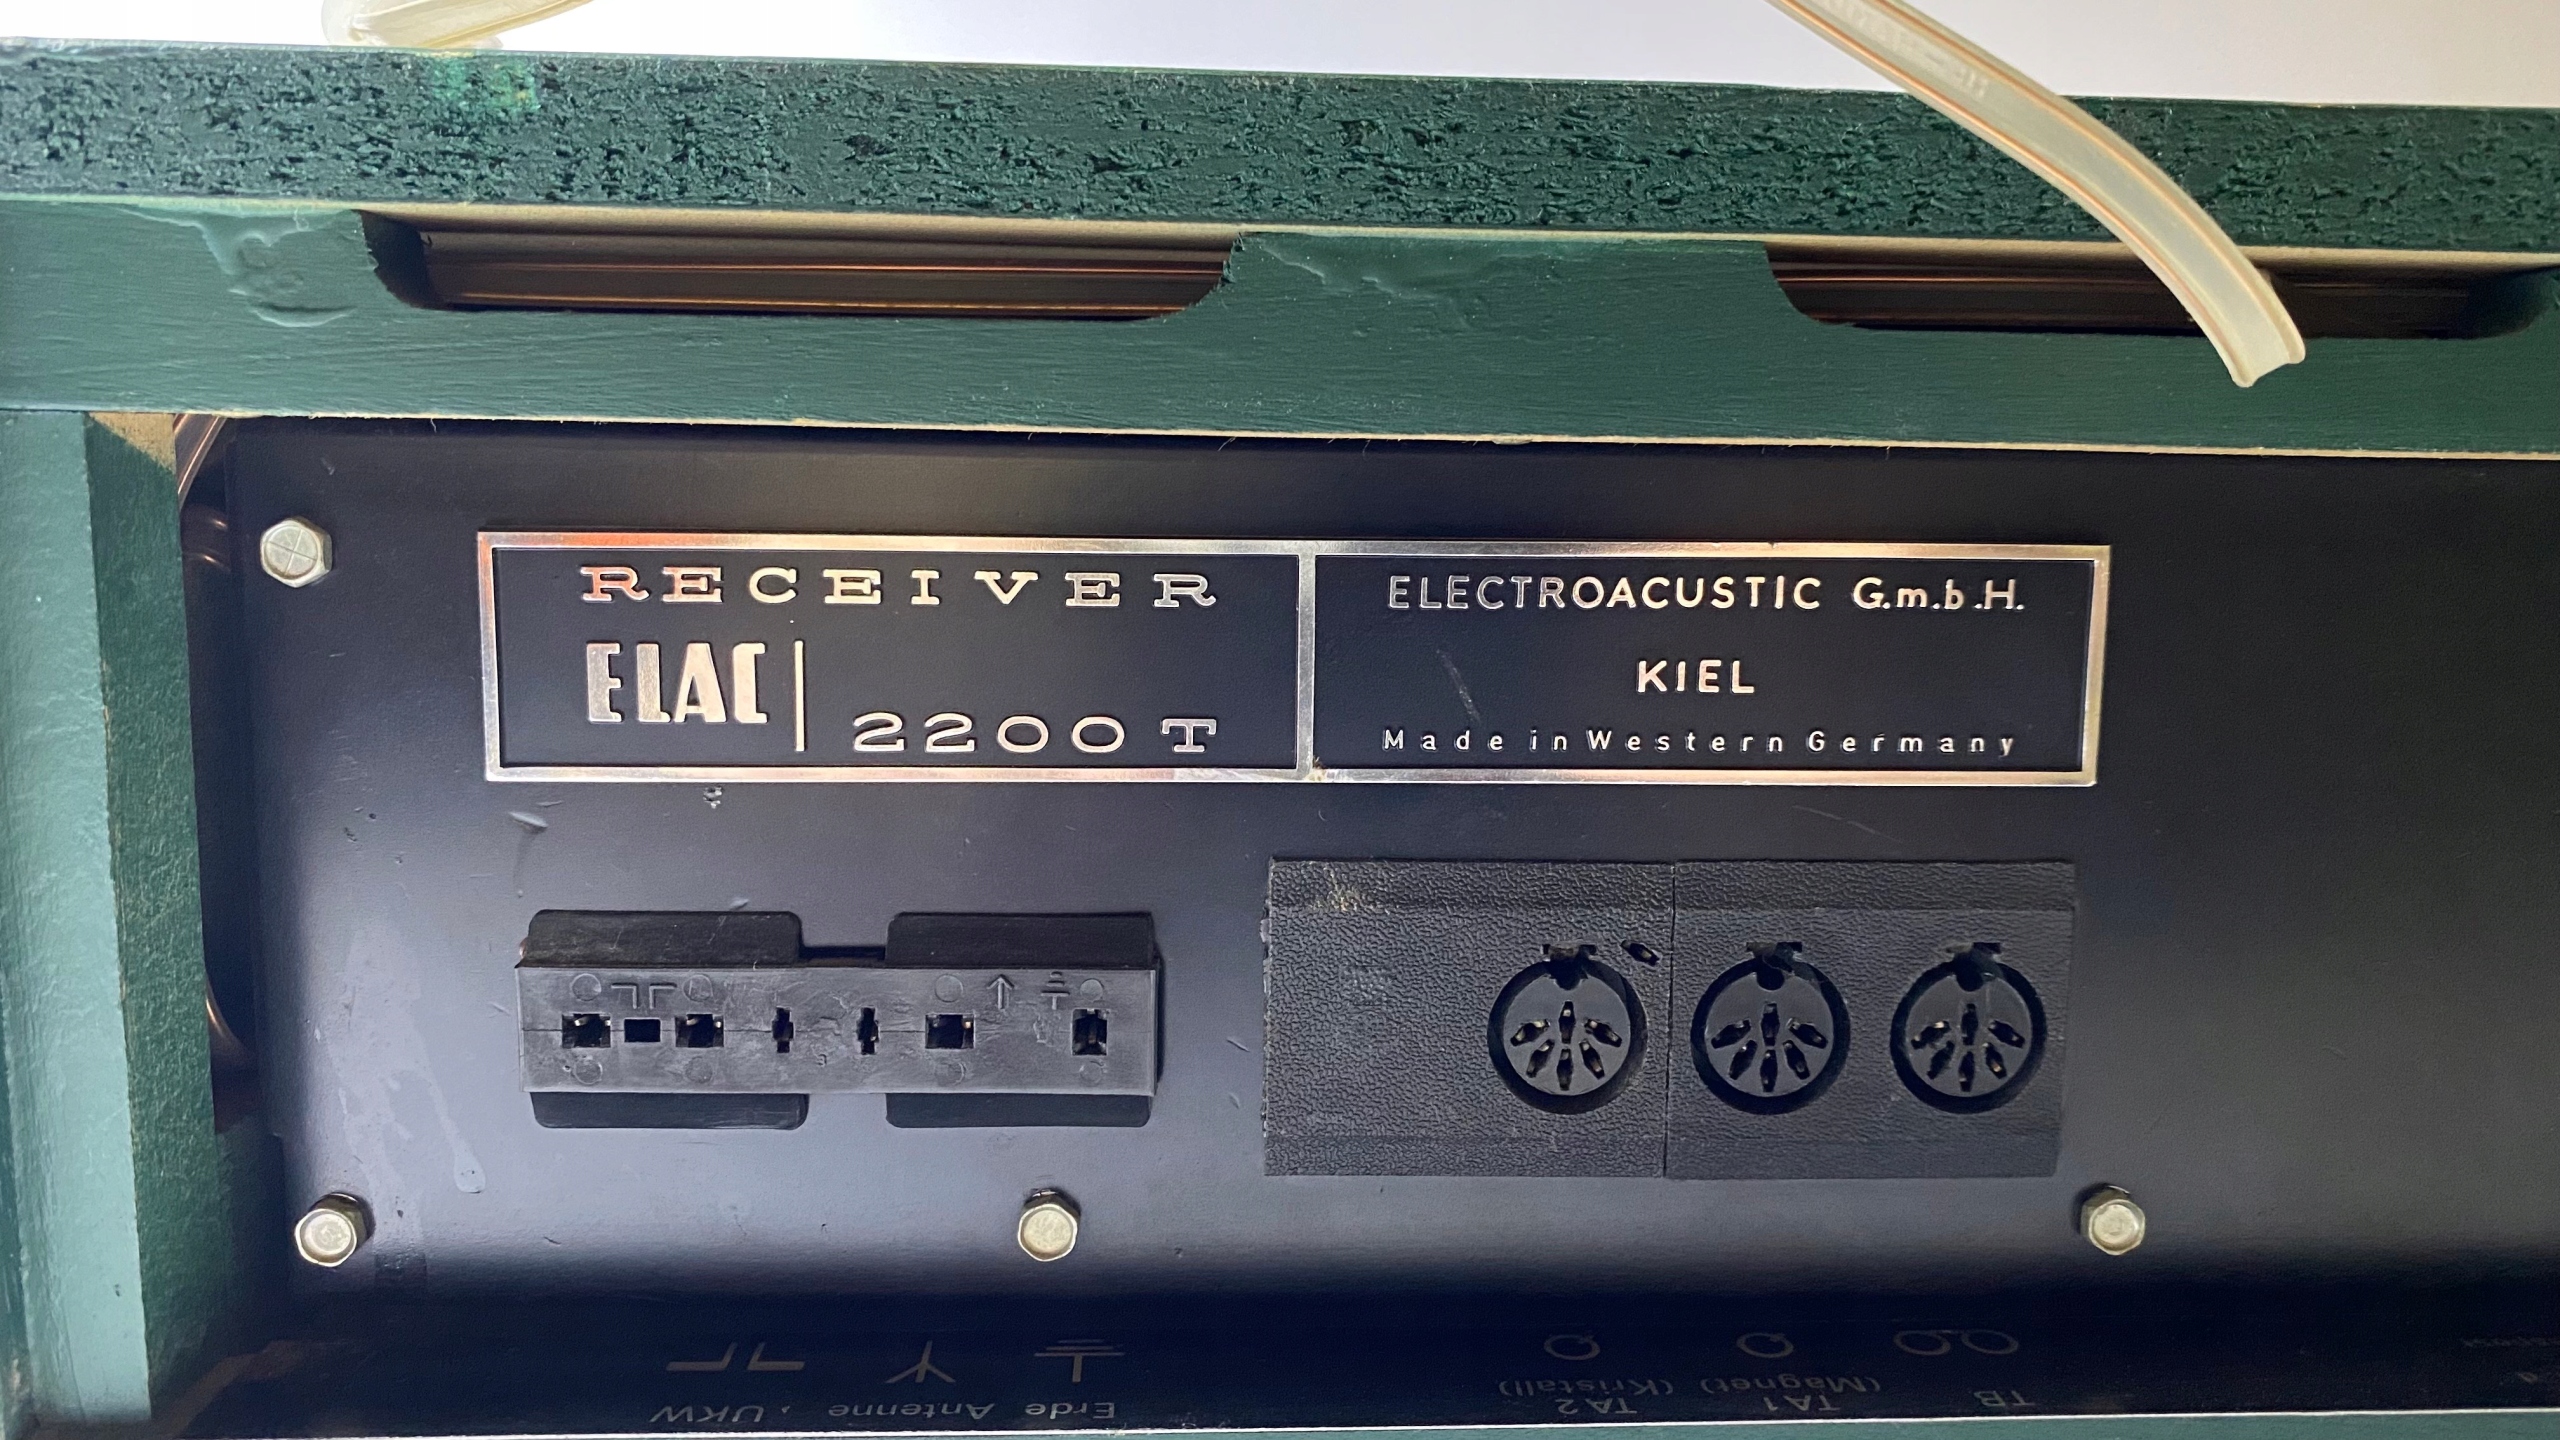 RECEIVER
ELAC 2200 T
ELECTROACUSTIC G.m.b.H.
KIEL
Made in Western Germany
UKW Antenne Erde
TA2 TA1 TB
(Kristall) (Magnet)